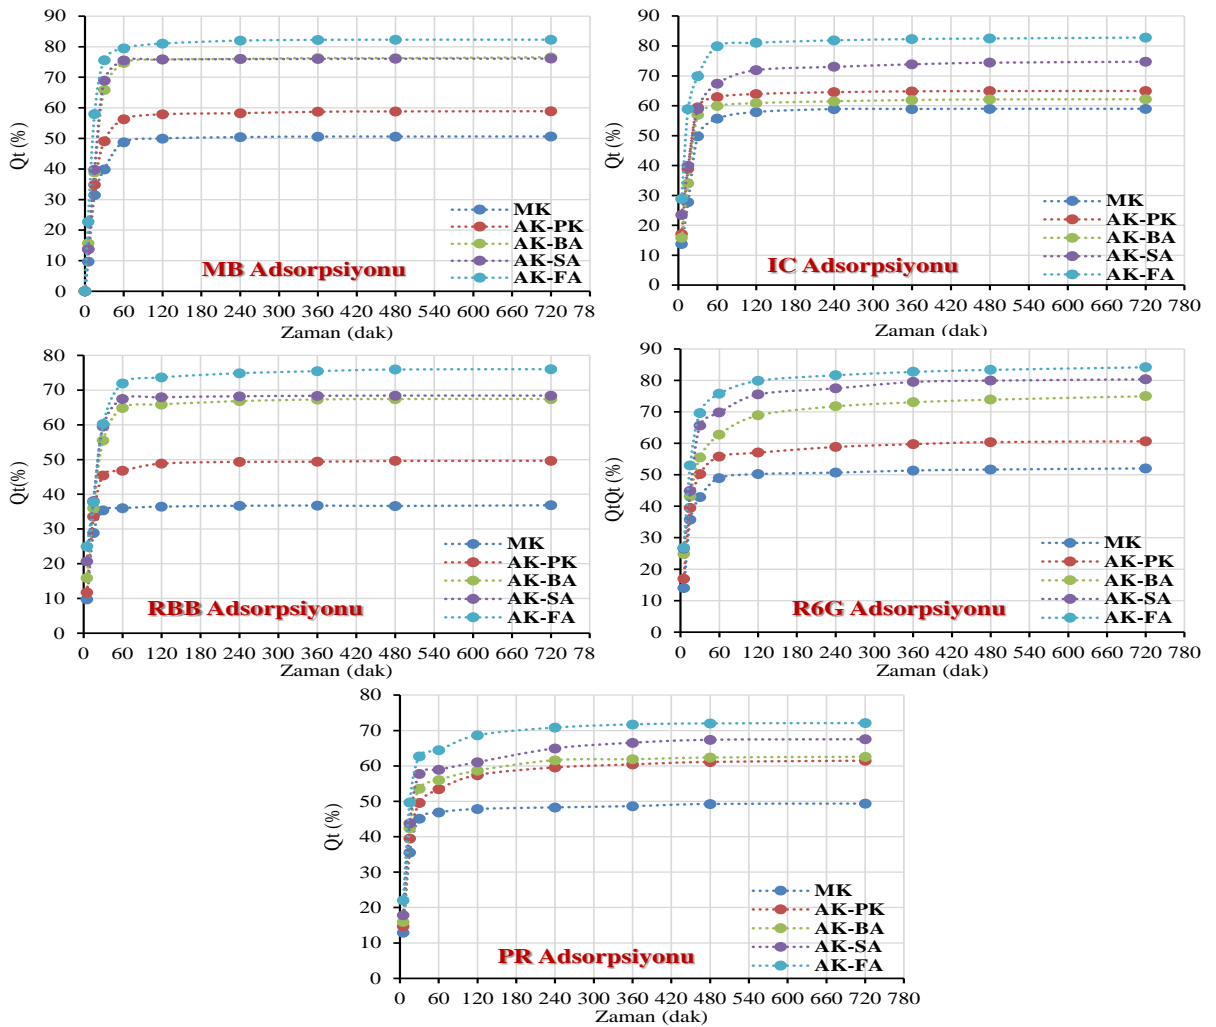 90
80
70
60
50
40
30
20
10
0
Qt (%)
MK
AK-PK
AK-BA
AK-SA
AK-FA
MB Adsorpsiyonu
0 60 120 180 240 300 360 420 480 540 600 660 720 78
Zaman (dak)
90
80
70
60
50
40
30
20
10
0
Qt (%)
MK
AK-PK
AK-BA
AK-SA
AK-FA
IC Adsorpsiyonu
0 60 120 180 240 300 360 420 480 540 600 660 720 780
Zaman (dak)
80
70
60
50
40
30
20
10
0
Qt(%)
MK
AK-PK
AK-BA
AK-SA
AK-FA
RBB Adsorpsiyonu
0 60 120 180 240 300 360 420 480 540 600 660 720 78
Zaman (dak)
90
80
70
60
50
40
30
20
10
0
QtQt (%)
MK
AK-PK
AK-BA
AK-SA
AK-FA
R6G Adsorpsiyonu
0 60 120 180 240 300 360 420 480 540 600 660 720 780
Zaman (dak)
80
70
60
50
40
30
20
10
0
Qt (%)
MK
AK-PK
AK-BA
AK-SA
AK-FA
PR Adsorpsiyonu
0 60 120 180 240 300 360 420 480 540 600 660 720 780
Zaman (dak)